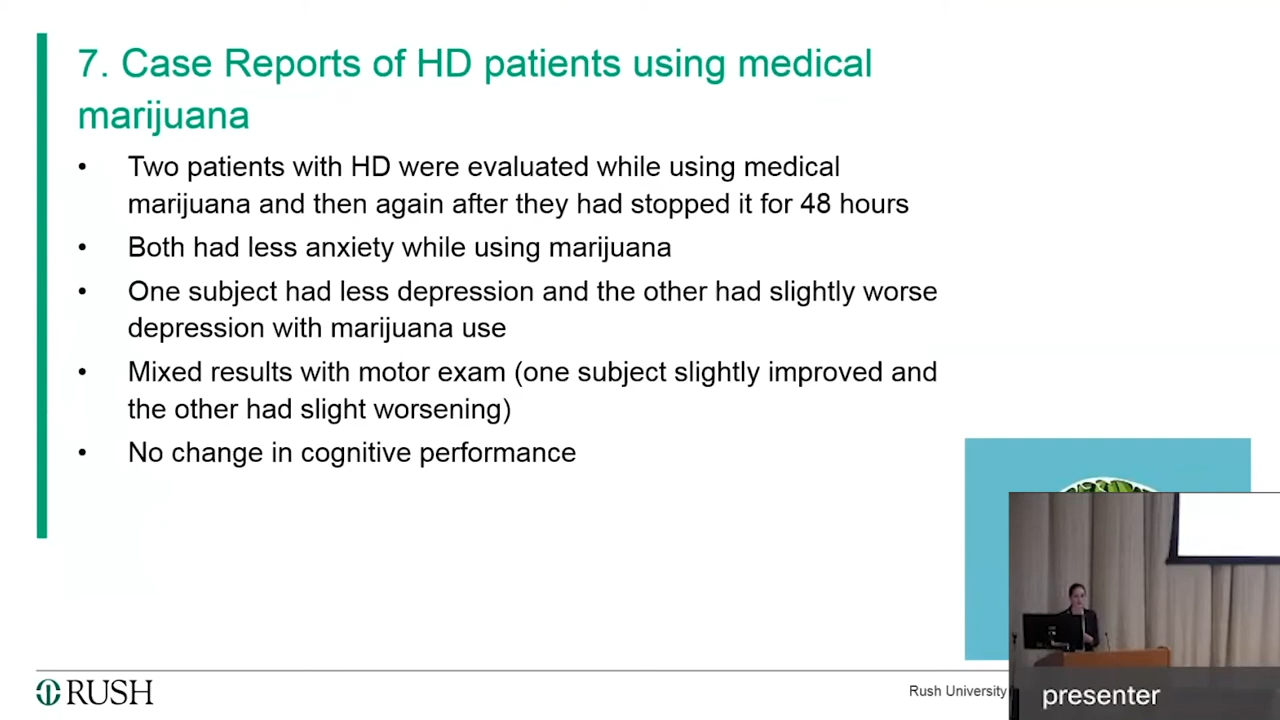 7. Case Reports of HD patients using medical
marijuana
• Two patients with HD were evaluated while using medical
marijuana and then again after they had stopped it for 48 hours
• Both had less anxiety while using marijuana
• One subject had less depression and the other had slightly worse
depression with marijuana use
• Mixed results with motor exam (one subject slightly improved and
the other had slight worsening)
• No change in cognitive performance
RUSH
Rush University
presenter